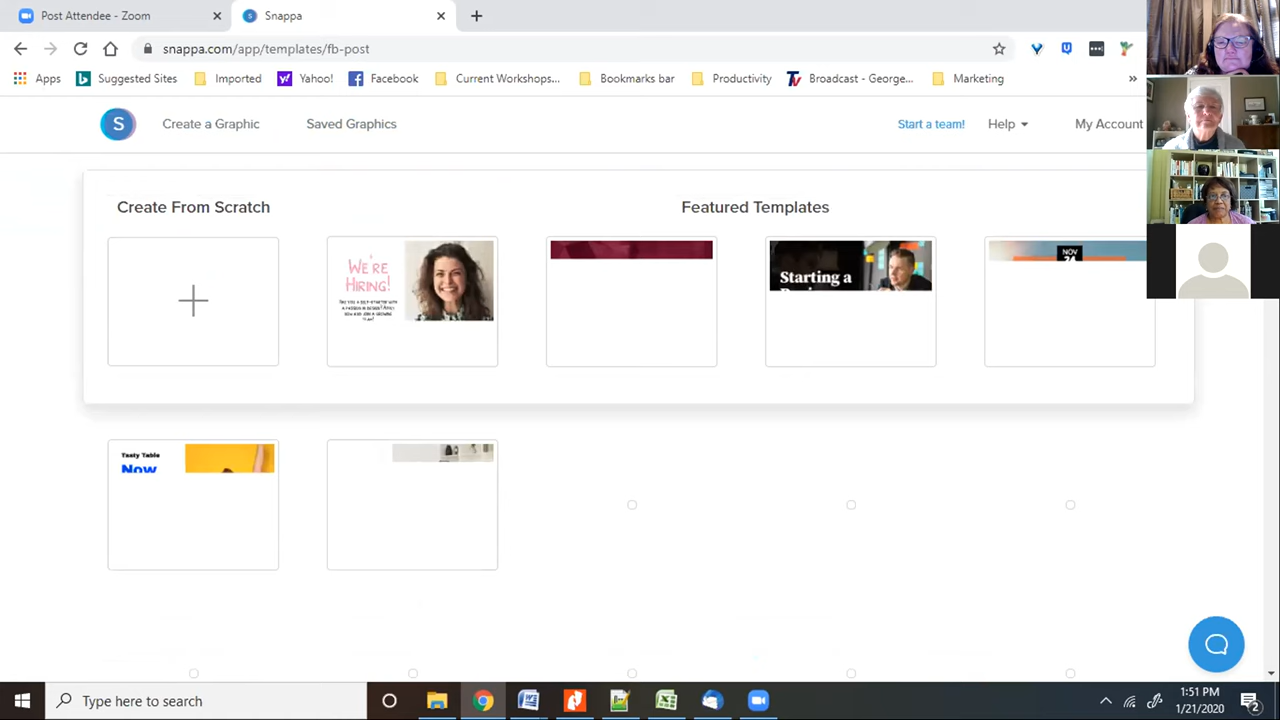 Post Attendee - Zoom
Snappa
snappa.com/app/templates/fb-post
Apps
Suggested Sites
Imported
Yahoo!
Facebook
Current Workshops...
Bookmarks bar
Productivity
Broadcast - George...
Marketing
»
S
Create a Graphic
Saved Graphics
Start a team!
Help
My Account
Create From Scratch
Featured Templates
WE'RE
HIRING!
Starting a
NOV
24
Tasty Table
Now
Type here to search
1:51 PM
1/21/2020
2